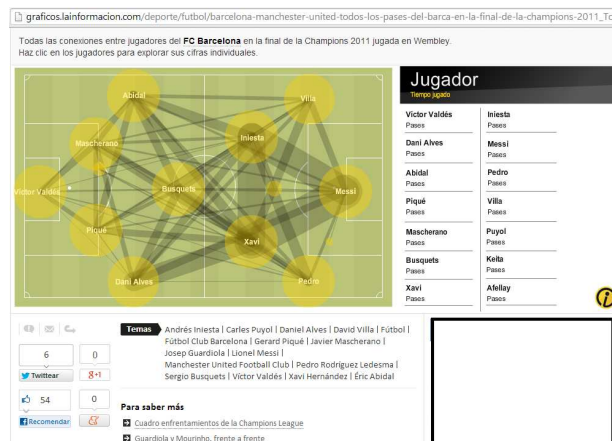 graficos.lainformacion.com/deporte/futbol/barcelona-manchester-united-todos-los-pases-del-barca-en-la-final-de-la-champions-2011_To
Todas las conexiones entre jugadores del FC Barcelona en la final de la Champions 2011 jugada en Wembley.
Haz clic en los jugadores para explorar sus cifras individuales.
Abidal
Villa
Mascherano
Iniesta
Victor Valdés
Busquets
Messi
Piqué
Xavi
Dani Alves
Pedro
Jugador
Tiempo jugado
Victor Valdés
Pases
Dani Alves
Pases
Abidal
Pases
Piqué
Pases
Mascherano
Pases
Busquets
Pases
Xavi
Pases
Iniesta
Pases
Messi
Pases
Pedro
Pases
Villa
Pases
Puyol
Pases
Keita
Pases
Afellay
Pases
i
6
0
Twittear
g+1
54
0
Recomendar
Temas
Andrés Iniesta | Carles Puyol | Daniel Alves | David Villa | Fútbol |
Fútbol Club Barcelona | Gerard Piqué | Javier Mascherano |
Josep Guardiola | Lionel Messi |
Manchester United Football Club | Pedro Rodríguez Ledesma |
Sergio Busquets | Víctor Valdés | Xavi Hernández | Éric Abidal
Para saber más
Cuadro enfrentamientos de la Champions League
Guardiola y Mourinho, frente a frente